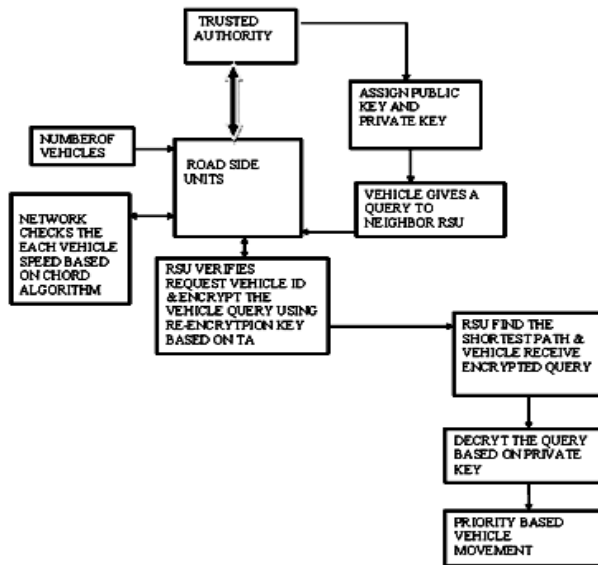 TRUSTED
AUTHORITY
ASSIGN PUBLIC
KEY AND
PRIVATE KEY
NUMBEROF
VEHICLES
ROAD SIDE
UNITS
VEHICLE GIVES A
QUERY TO
NEIGHBOR RSU
NETWORK
CHECKS THE
EACH VEHICLE
SPEED BASED
ON CHORD
ALGORITHM
RSU VERIFIES
REQUEST VEHICLE ID
& ENCRYPT THE
VEHICLE QUERY USING
RE-ENCRYTPION KEY
BASED ON TA
RSU FIND THE
SHORTEST PATH &
VEHICLE RECEIVE
ENCRYPTED QUERY
DECRYT THE QUERY
BASED ON PRIVATE
KEY
PRIORITY BASED
VEHICLE
MOVEMENT